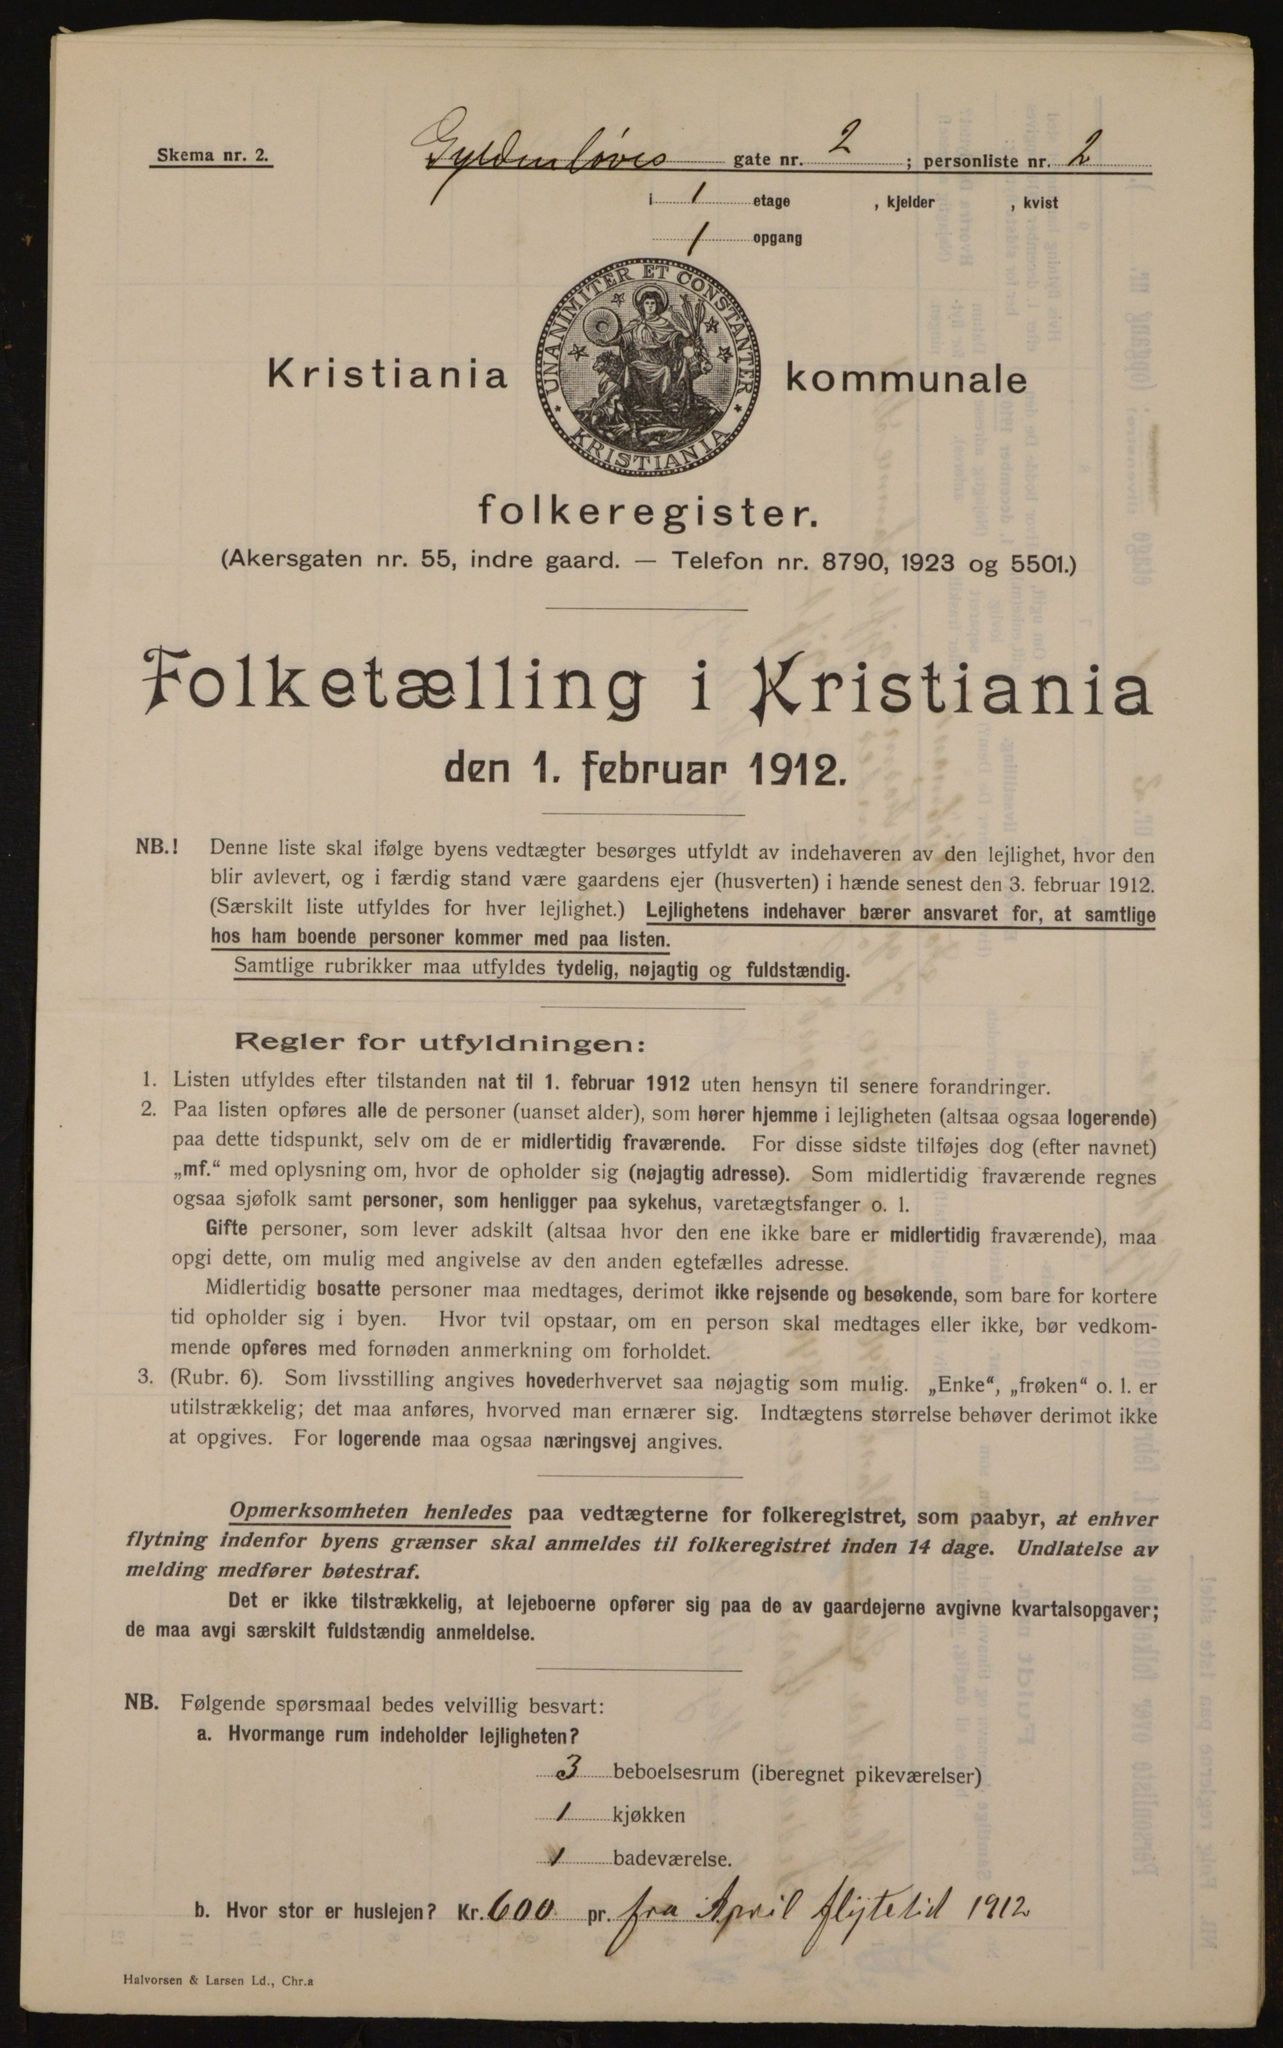 Skema nr. 2.
Gyldenløves gate nr. 2 ; personliste nr. 2
i 1 etage , kjelder , kvist
1 opgang
UNANIMITER ET CONSTANTER
KRISTIANIA
Kristiania kommunale
folkeregister.
(Akersgaten nr. 55, indre gaard. — Telefon nr. 8790, 1923 og 5501.)
Folketælling i Kristiania
den 1. februar 1912.
NB.! Denne liste skal ifølge byens vedtægter besørges utfyldt av indehaveren av den lejlighet, hvor den
blir avlevert, og i færdig stand være gaardens ejer (husverten) i hænde senest den 3. februar 1912.
(Særskilt liste utfyldes for hver lejlighet.) Lejlighetens indehaver bærer ansvaret for, at samtlige
hos ham boende personer kommer med paa listen.
Samtlige rubrikker maa utfyldes tydelig, nøjagtig og fuldstændig.
Regler for utfyldningen:
1. Listen utfyldes efter tilstanden nat til 1. februar 1912 uten hensyn til senere forandringer.
2. Paa listen opføres alle de personer (uanset alder), som hører hjemme i lejligheten (altsaa ogsaa logerende)
paa dette tidspunkt, selv om de er midlertidig fraværende. For disse sidste tilføjes dog (efter navnet)
„mf.“ med oplysning om, hvor de opholder sig (nøjagtig adresse). Som midlertidig fraværende regnes
ogsaa sjøfolk samt personer, som henligger paa sykehus, varetægtsfanger o. l.
Gifte personer, som lever adskilt (altsaa hvor den ene ikke bare er midlertidig fraværende), maa
opgi dette, om mulig med angivelse av den anden egtefælles adresse.
Midlertidig bosatte personer maa medtages, derimot ikke rejsende og besøkende, som bare for kortere
tid opholder sig i byen. Hvor tvil opstaar, om en person skal medtages eller ikke, bør vedkom-
mende opføres med fornøden anmerkning om forholdet.
3. (Rubr. 6). Som livsstilling angives hovederhvervet saa nøjagtig som mulig. „Enke“, „frøken“ o. l. er
utilstrækkelig; det maa anføres, hvorved man ernærer sig. Indtægtens størrelse behøver derimot ikke
at opgives. For logerende maa ogsaa næringsvej angives.
Opmerksomheten henledes paa vedtægterne for folkeregistret, som paabyr, at enhver
flytning indenfor byens grænser skal anmeldes til folkeregistret inden 14 dage. Undlatelse av
melding medfører bøtestraf.
Det er ikke tilstrækkelig, at lejeboerne opfører sig paa de av gaardejerne avgivne kvartalsopgaver;
de maa avgi særskilt fuldstændig anmeldelse.
NB. Følgende spørsmaal bedes velvillig besvart:
a. Hvormange rum indeholder lejligheten?
3 beboelsesrum (iberegnet pikeværelser)
1 kjøkken
1 badeværelse.
b. Hvor stor er huslejen? Kr. 600 pr. fra April flytetid 1912
Halvorsen & Larsen Ld., Chr.a